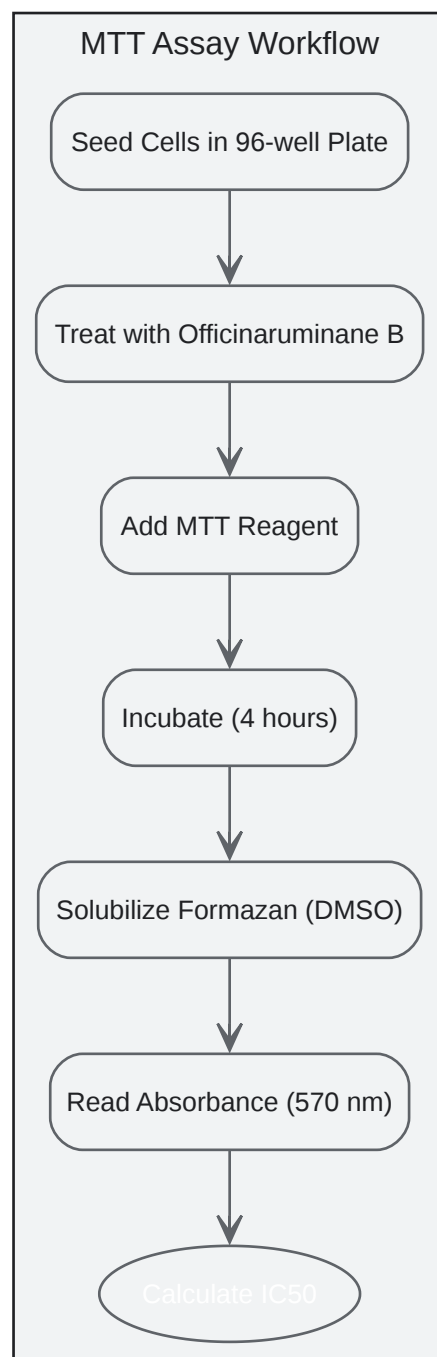 MTT Assay Workflow
Seed Cells in 96-well Plate
Treat with Officinaruminane B
Add MTT Reagent
Incubate (4 hours)
Solubilize Formazan (DMSO)
Read Absorbance (570 nm)
Calculate IC50